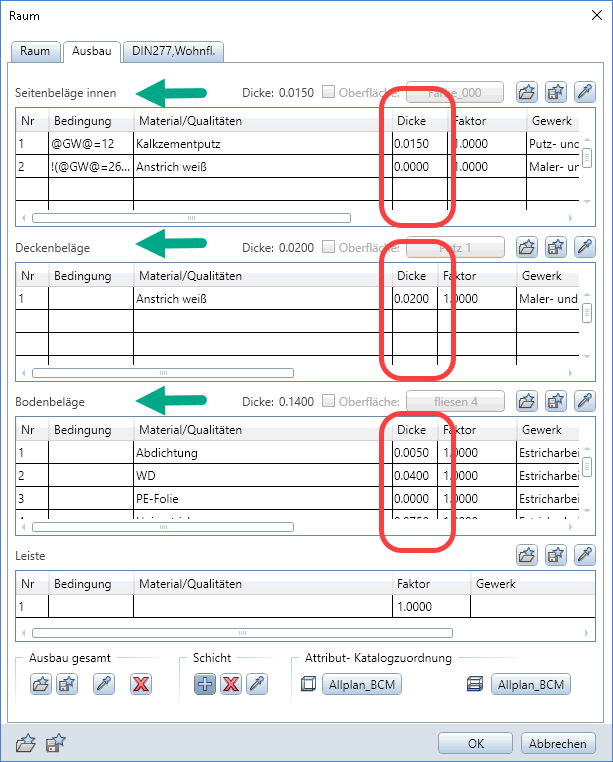 Raum
Raum Ausbau DIN277,Wohnfl.
Seitenbeläge innen Dicke: 0.0150 Oberfläche: Farbe_000
Nr Bedingung Material/Qualitäten Dicke Faktor Gewerk
1 @GW@=12 Kalkzementputz 0.0150 1.0000 Putz- und
2 !(@GW@=26... Anstrich weiß 0.0000 1.0000 Maler- und
Deckenbeläge Dicke: 0.0200 Oberfläche: Putz 1
Nr Bedingung Material/Qualitäten Dicke Faktor Gewerk
1 Anstrich weiß 0.0200 1.0000 Maler- und
Bodenbeläge Dicke: 0.1400 Oberfläche: fliesen 4
Nr Bedingung Material/Qualitäten Dicke Faktor Gewerk
1 Abdichtung 0.0050 1.0000 Estricharbei
2 WD 0.0400 1.0000 Estricharbei
3 PE-Folie 0.0000 1.0000 Estricharbei
Leiste
Nr Bedingung Material/Qualitäten Faktor Gewerk
1 1.0000
Ausbau gesamt Schicht Attribut- Katalogzuordnung
Allplan_BCM Allplan_BCM
OK Abbrechen